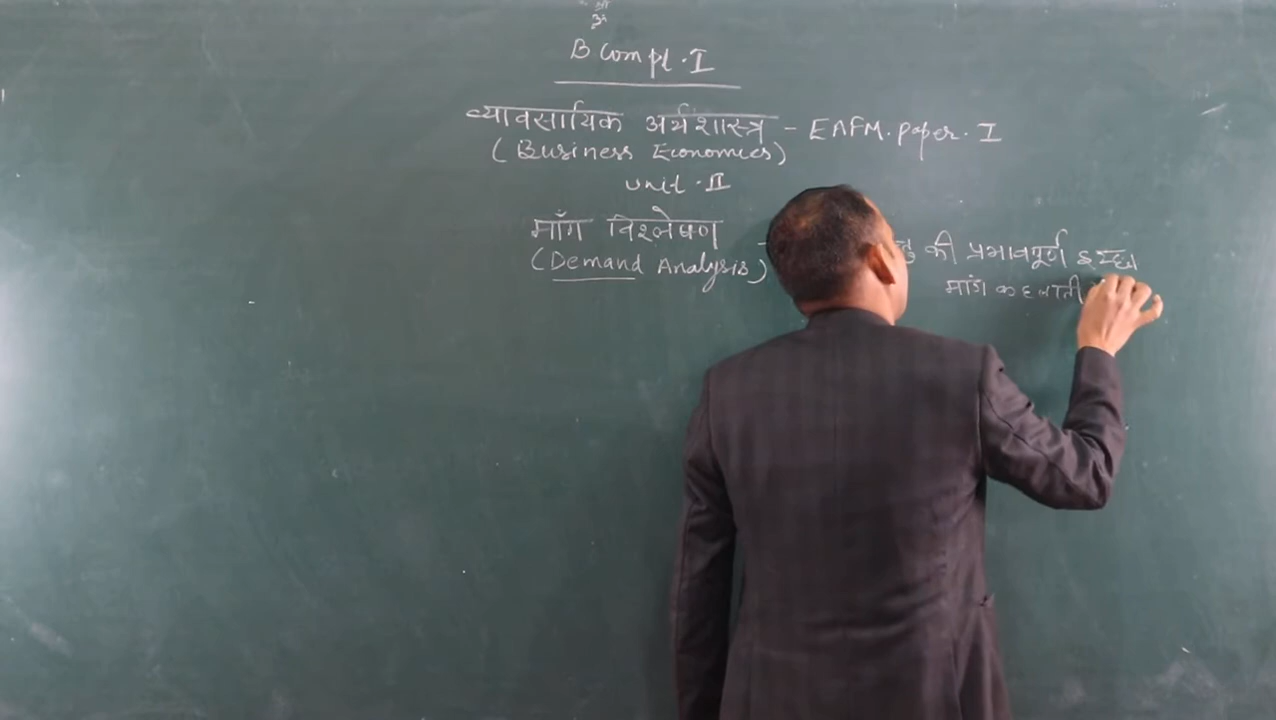 श्री
B Com pt. I
व्यावसायिक अर्थशास्त्र - EAFM. Paper. I
(Business Economics)
Unit. II
माँग विश्लेषण - की प्रभावपूर्ण इच्छा
(Demand Analysis) मांग कहलाती